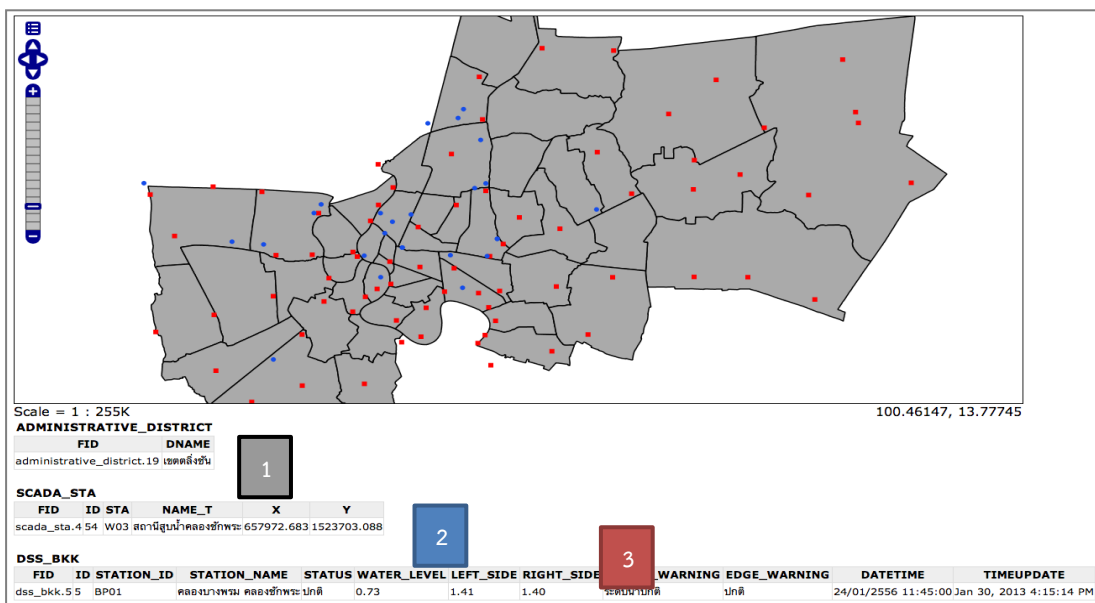 Scale = 1 : 255K 100.46147, 13.77745
ADMINISTRATIVE_DISTRICT
FID DNAME
administrative_district.19 เขตตลิ่งชัน
1
SCADA_STA
FID ID STA NAME_T X Y
scada_sta.4 54 W03 สถานีสูบน้ำคลองชักพระ 657972.683 1523703.088
2
3
DSS_BKK
FID ID STATION_ID STATION_NAME STATUS WATER_LEVEL LEFT_SIDE RIGHT_SIDE _WARNING EDGE_WARNING DATETIME TIMEUPDATE
dss_bkk.5 5 BP01 คลองบางพรม คลองชักพระ ปกติ 0.73 1.41 1.40 ระดับน้ำปกติ ปกติ 24/01/2556 11:45:00 Jan 30, 2013 4:15:14 PM